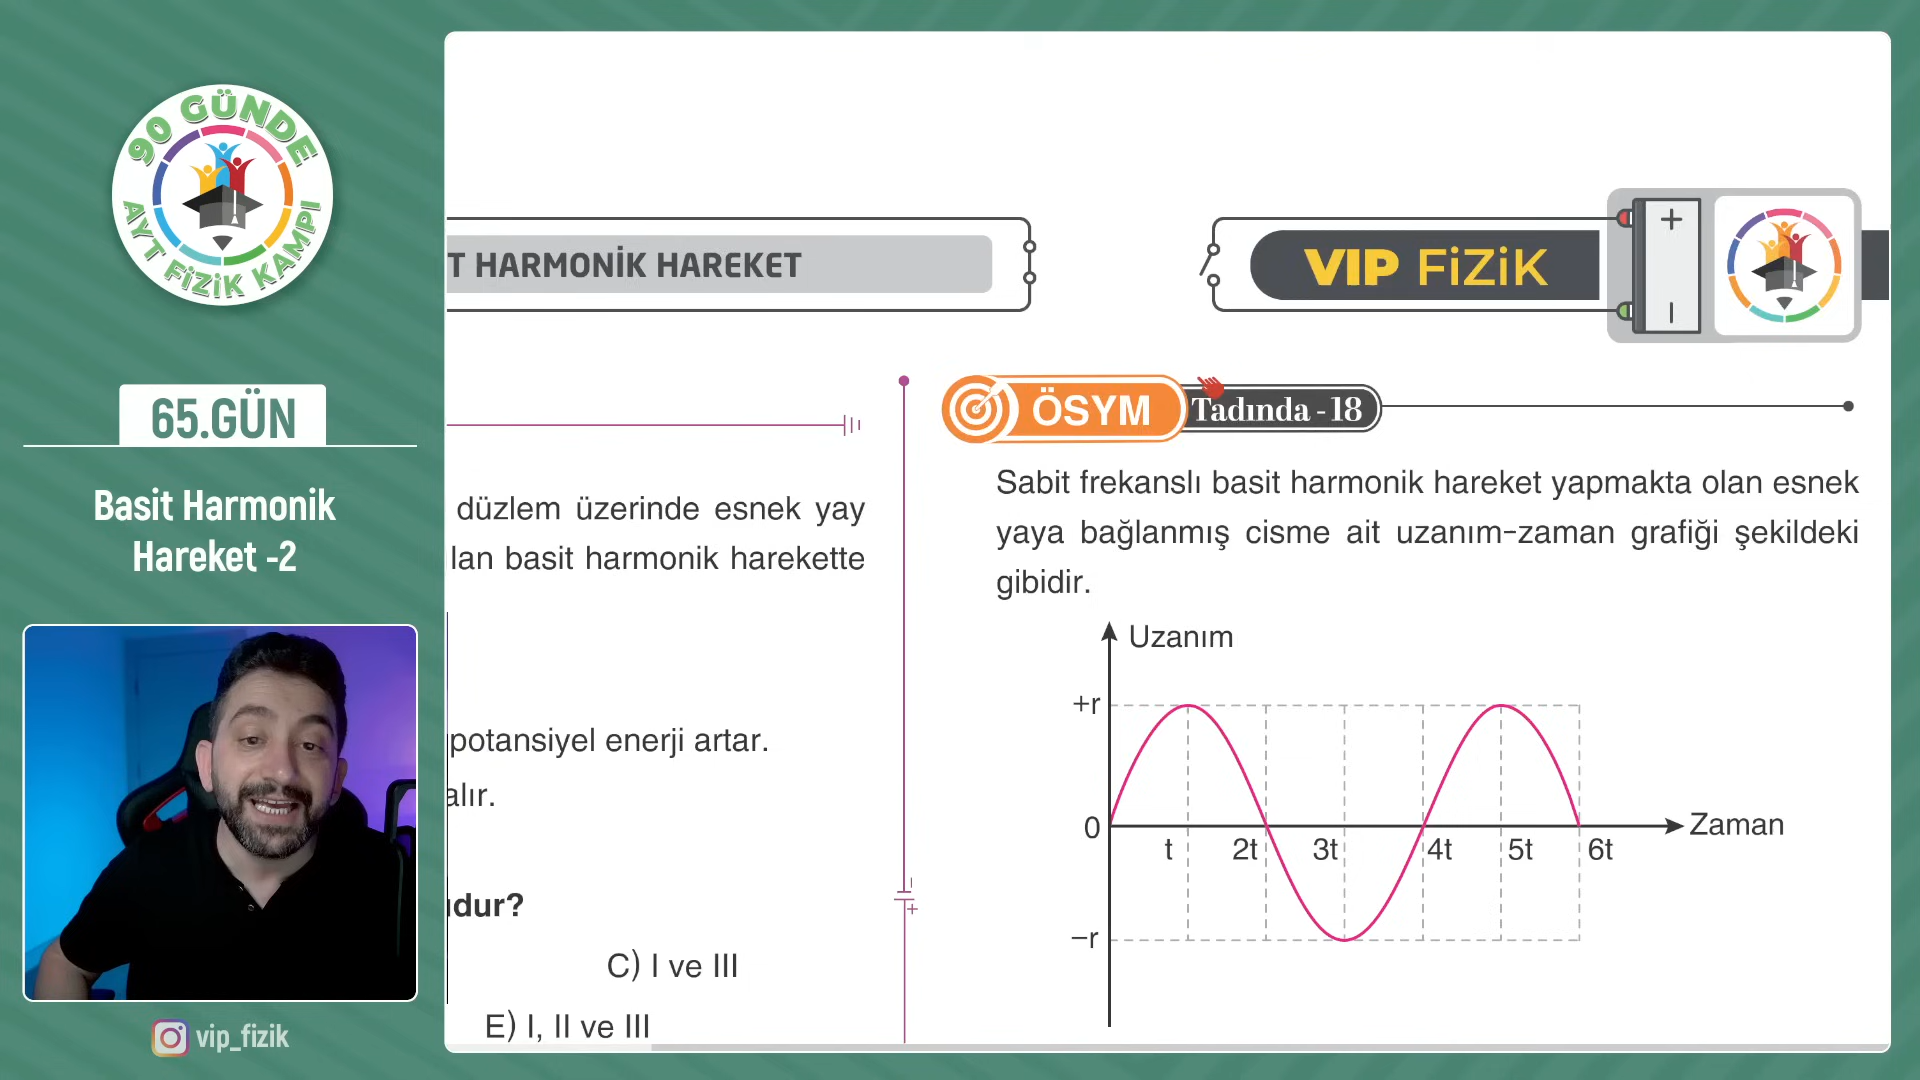 90 GÜNDE
AYT FİZİK KAMPI
65.GÜN
Basit Harmonik
Hareket -2
vip_fizik
T HARMONİK HAREKET
VIP FiZiK
+
−
düzlem üzerinde esnek yay
lan basit harmonik harekette
potansiyel enerji artar.
alır.
udur?
C) I ve III
E) I, II ve III
ÖSYM Tadında - 18
Sabit frekanslı basit harmonik hareket yapmakta olan esnek
yaya bağlanmış cisme ait uzanım-zaman grafiği şekildeki
gibidir.
Uzanım
+r
0
−r
t 2t 3t 4t 5t 6t
Zaman